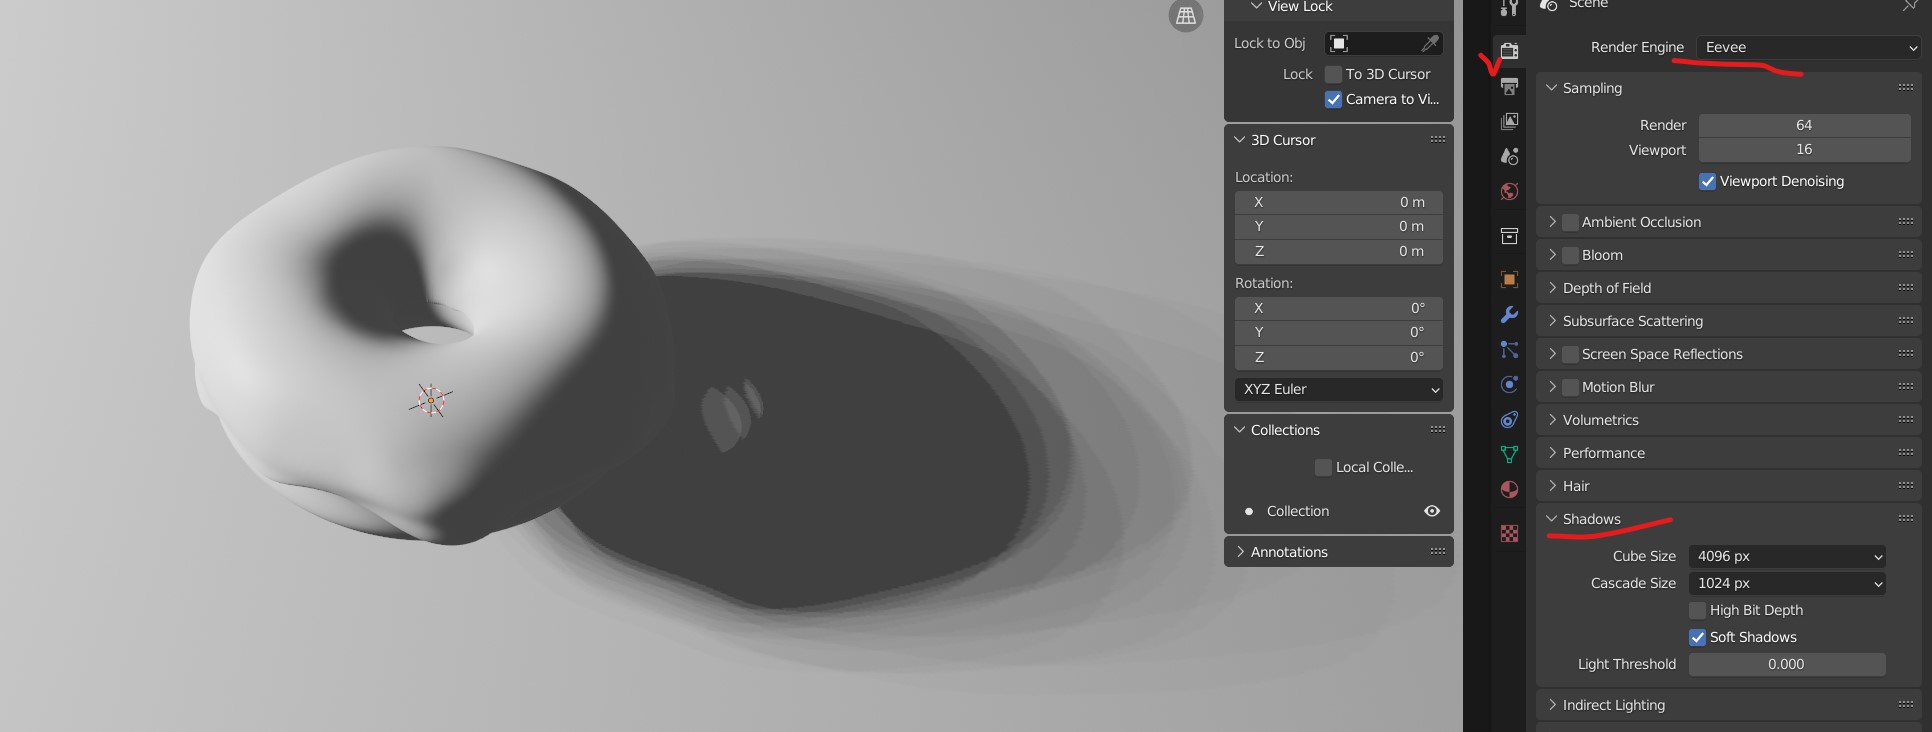 View Lock
Lock to Obj
Lock To 3D Cursor
Camera to Vi...
3D Cursor
Location:
X 0 m
Y 0 m
Z 0 m
Rotation:
X 0°
Y 0°
Z 0°
XYZ Euler
Collections
Local Colle...
Collection
Annotations
Scene
Render Engine Eevee
Sampling
Render 64
Viewport 16
Viewport Denoising
Ambient Occlusion
Bloom
Depth of Field
Subsurface Scattering
Screen Space Reflections
Motion Blur
Volumetrics
Performance
Hair
Shadows
Cube Size 4096 px
Cascade Size 1024 px
High Bit Depth
Soft Shadows
Light Threshold 0.000
Indirect Lighting